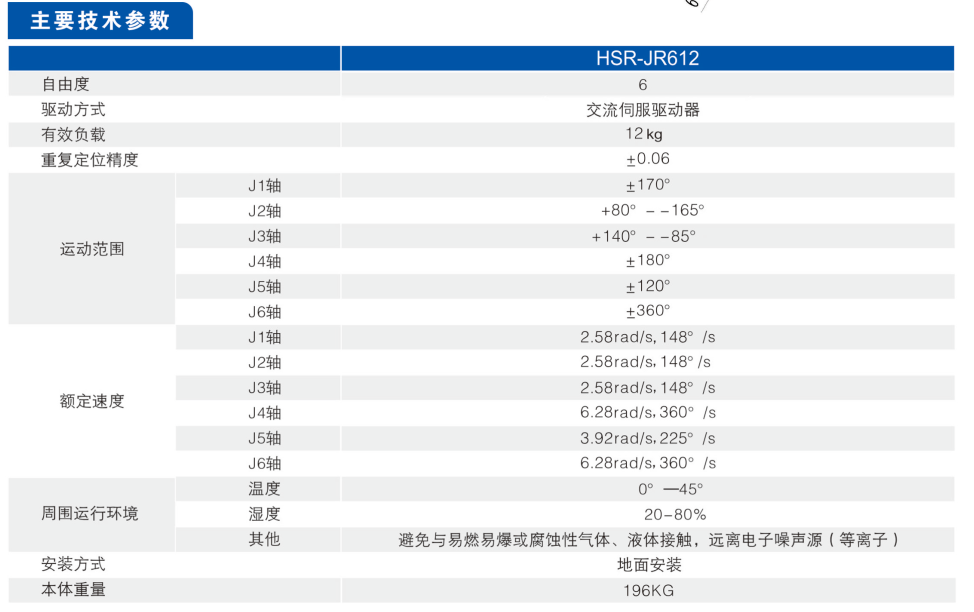 主要技术参数
HSR-JR612
自由度 6
驱动方式 交流伺服驱动器
有效负载 12kg
重复定位精度 ±0.06
运动范围
J1轴 ±170°
J2轴 +80° --165°
J3轴 +140° --85°
J4轴 ±180°
J5轴 ±120°
J6轴 ±360°
额定速度
J1轴 2.58rad/s,148° /s
J2轴 2.58rad/s,148°/s
J3轴 2.58rad/s,148° /s
J4轴 6.28rad/s,360° /s
J5轴 3.92rad/s,225° /s
J6轴 6.28rad/s,360° /s
周围运行环境
温度 0° —45°
湿度 20-80%
其他 避免与易燃易爆或腐蚀性气体、液体接触，远离电子噪声源（等离子）
安装方式 地面安装
本体重量 196KG